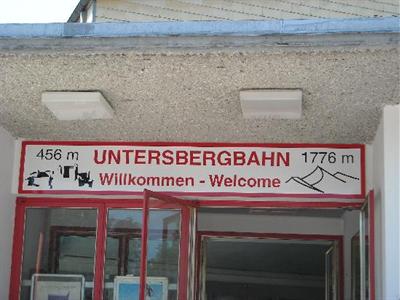 456 m UNTERSBERGBAHN 1776 m
Willkommen - Welcome